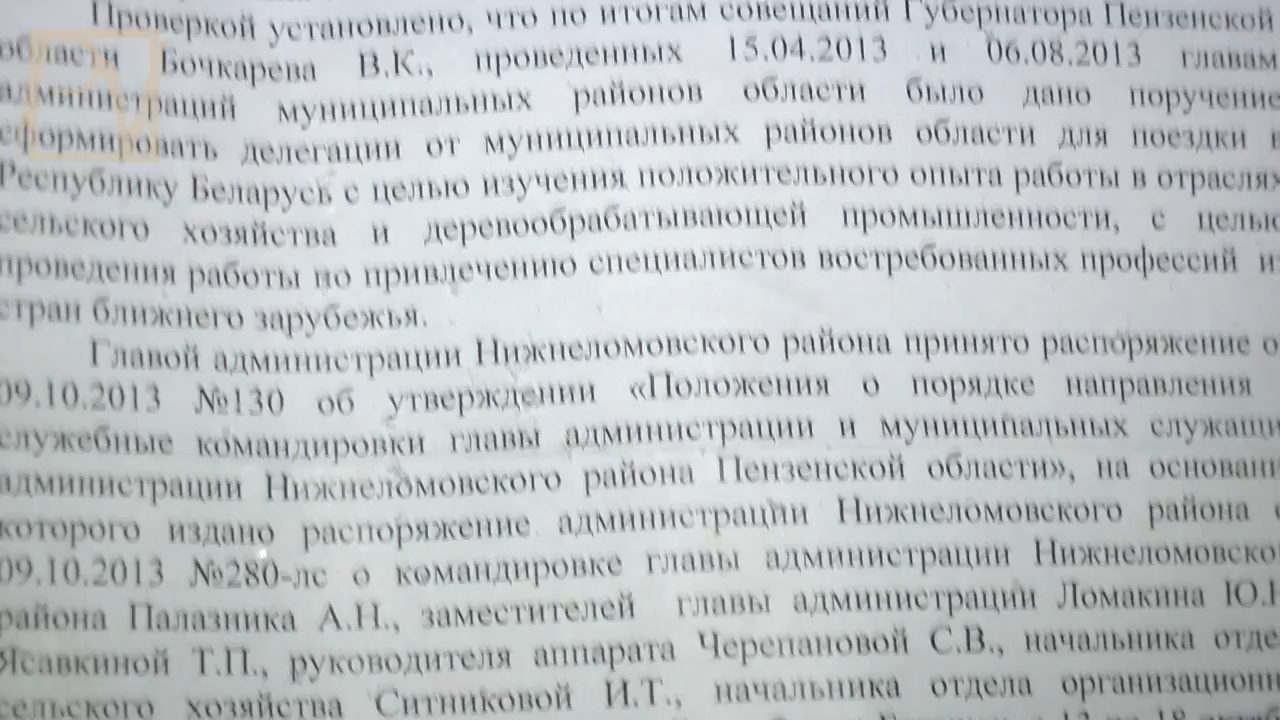 Проверкой установлено, что по итогам совещаний Губернатора Пензенской
области Бочкарева В.К., проведенных 15.04.2013 и 06.08.2013 главам
администраций муниципальных районов области было дано поручение
сформировать делегации от муниципальных районов области для поездки в
Республику Беларусь с целью изучения положительного опыта работы в отраслях
сельского хозяйства и деревообрабатывающей промышленности, с целью
проведения работы по привлечению специалистов востребованных профессий из
стран ближнего зарубежья.
Главой администрации Нижнеломовского района принято распоряжение о
09.10.2013 №130 об утверждении «Положения о порядке направления
служебные командировки главы администрации и муниципальных служащи
администрации Нижнеломовского района Пензенской области», на основани
которого издано распоряжение администрации Нижнеломовского района о
09.10.2013 №280-лс о командировке главы администрации Нижнеломовског
района Палазника А.Н., заместителей главы администрации Ломакина Ю.
Ясавкиной Т.П., руководителя аппарата Черепановой С.В., начальника отде
сельского хозяйства Ситниковой И.Т., начальника отдела организационн